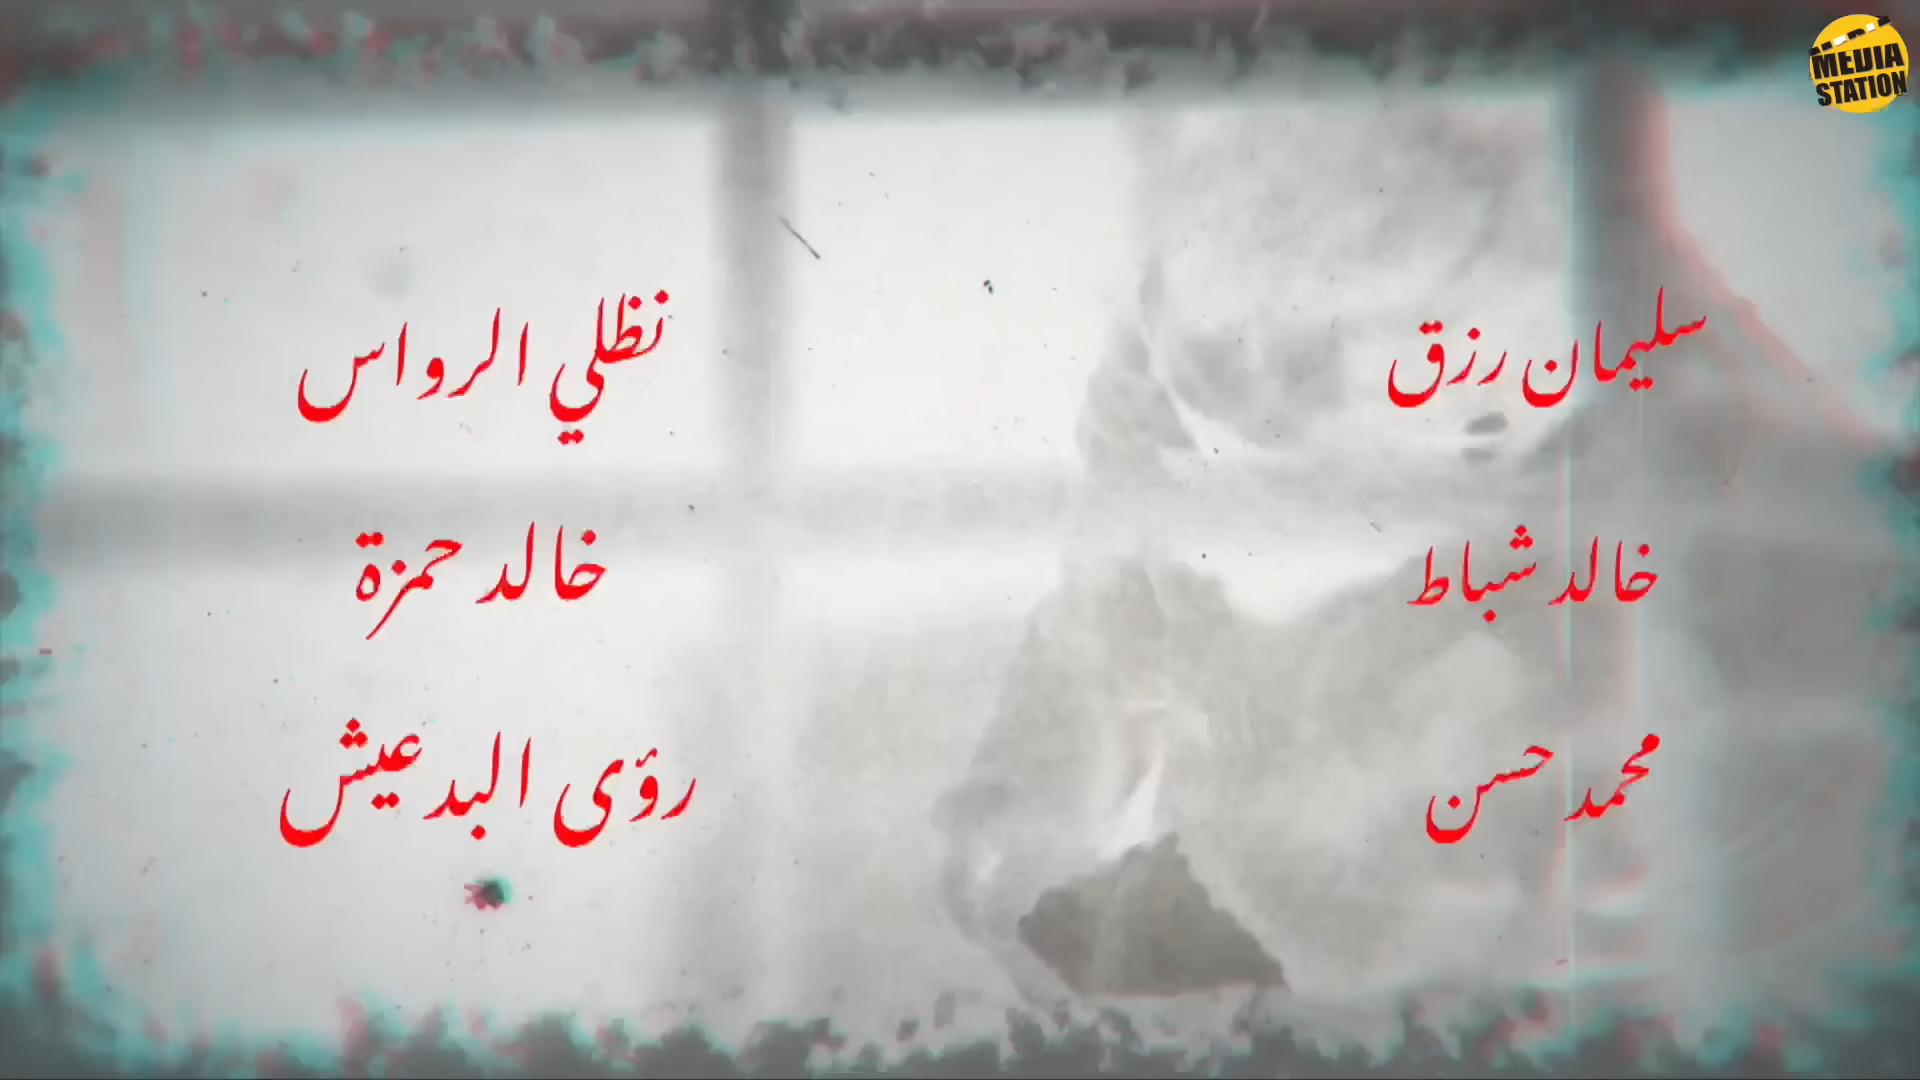 MEDIA
STATION
سليمان رزق
نظلي الرواس
خالد شباط
خالد حمزة
محمد حسن
رؤى البدعيش